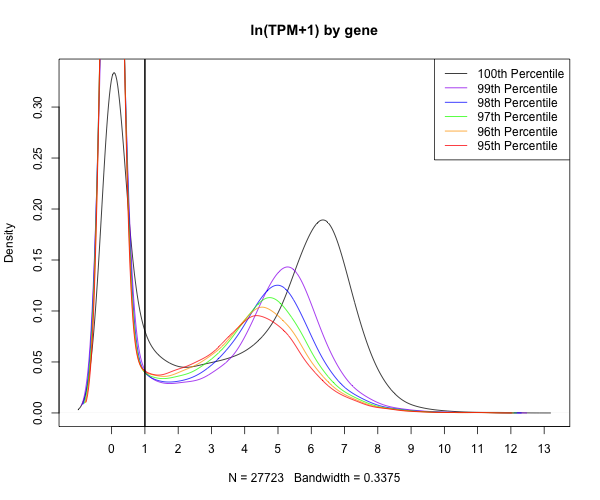 ln(TPM+1) by gene
100th Percentile
99th Percentile
98th Percentile
97th Percentile
96th Percentile
95th Percentile
Density
0.30
0.25
0.20
0.15
0.10
0.05
0.00
0 1 2 3 4 5 6 7 8 9 10 11 12 13
N = 27723 Bandwidth = 0.3375